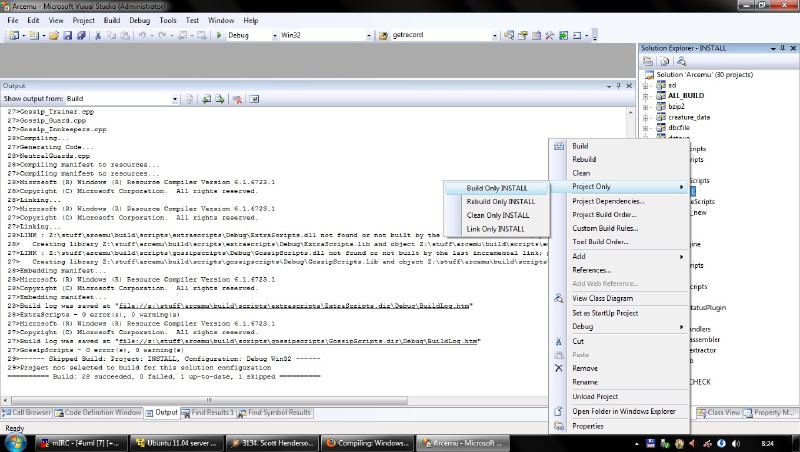 Arcemu - Microsoft Visual Studio (Administrator)
File Edit View Project Build Debug Tools Test Window Help
Debug Win32 getrecord
Solution Explorer - INSTALL
Solution 'Arcemu' (30 projects)
ad
ALL_BUILD
bzip2
creature_data
dbcfile
Output
Show output from: Build
27>Gossip_Trainer.cpp
27>Gossip_Guard.cpp
27>Gossip_Innkeepers.cpp
28>Compiling...
27>Generating Code...
28>NeutralGuards.cpp
28>Compiling manifest to resources...
27>Compiling manifest to resources...
28>Microsoft (R) Windows (R) Resource Compiler Version 6.1.6723.1
28>Copyright (C) Microsoft Corporation. All rights reserved.
28>Linking...
27>Microsoft (R) Windows (R) Resource Compiler Version 6.1.6723.1
27>Copyright (C) Microsoft Corporation. All rights reserved.
27>Linking...
28>LINK : Z:\stuff\arcemu\build\scripts\extrascripts\Debug\ExtraScripts.dll not found or not built by the
28> Creating library Z:\stuff\arcemu\build\scripts\extrascripts\Debug\ExtraScripts.lib and object Z:\stuff\arcemu\build\scripts\ex
27>LINK : Z:\stuff\arcemu\build\scripts\gossipscripts\Debug\GossipScripts.dll not found or not built by the last incremental link;
27> Creating library Z:\stuff\arcemu\build\scripts\gossipscripts\Debug\GossipScripts.lib and object Z:\stuff\arcemu\build\scripts
28>Embedding manifest...
28>Microsoft (R) Windows (R) Resource Compiler Version 6.1.6723.1
28>Copyright (C) Microsoft Corporation. All rights reserved.
27>Embedding manifest...
28>Build log was saved at "file://z:\stuff\arcemu\build\scripts\extrascripts\ExtraScripts.dir\Debug\BuildLog.htm"
28>ExtraScripts - 0 error(s), 0 warning(s)
27>Microsoft (R) Windows (R) Resource Compiler Version 6.1.6723.1
27>Copyright (C) Microsoft Corporation. All rights reserved.
27>Build log was saved at "file://z:\stuff\arcemu\build\scripts\gossipscripts\GossipScripts.dir\Debug\BuildLog.htm"
27>GossipScripts - 0 error(s), 0 warning(s)
29>------ Skipped Build: Project: INSTALL, Configuration: Debug Win32 ------
29>Project not selected to build for this solution configuration
========== Build: 28 succeeded, 0 failed, 1 up-to-date, 1 skipped ==========
Build Only INSTALL
Rebuild Only INSTALL
Clean Only INSTALL
Link Only INSTALL
Build
Rebuild
Clean
Project Only
Project Dependencies...
Project Build Order...
Custom Build Rules...
Tool Build Order...
Add
References...
Add Web Reference...
View Class Diagram
Set as StartUp Project
Debug
Cut
Paste
Remove
Rename
Unload Project
Open Folder in Windows Explorer
Properties
Call Browser Code Definition Window Output Find Results 1 Find Symbol Results
Class View Property M...
Ready
mIRC - [#uml [7] [+... Ubuntu 11.04 server ... 3134. Scott Henderso... Compiling: Windows... Arcemu - Microsoft ... 8:24